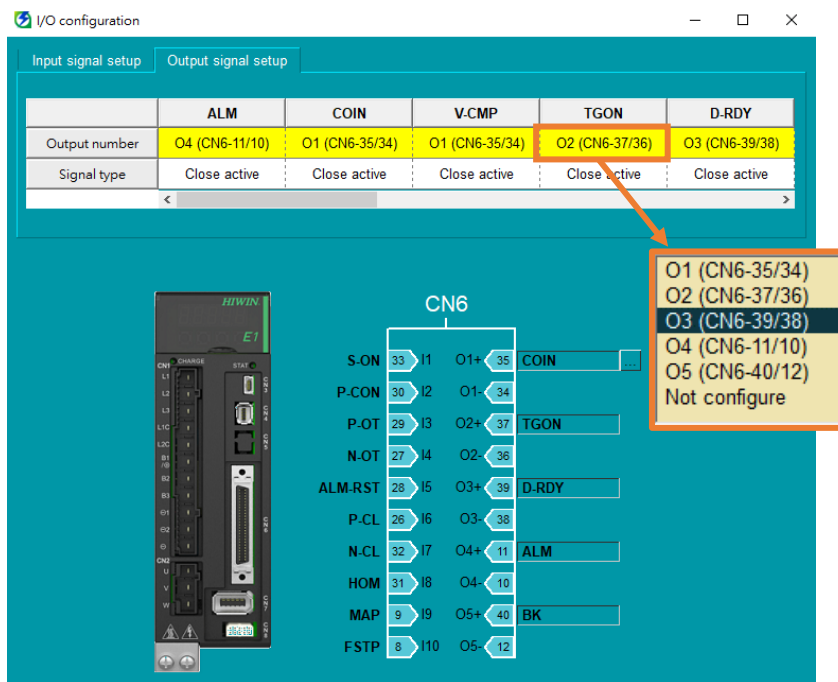 I/O configuration
Input signal setup Output signal setup
ALM COIN V-CMP TGON D-RDY
Output number O4 (CN6-11/10) O1 (CN6-35/34) O1 (CN6-35/34) O2 (CN6-37/36) O3 (CN6-39/38)
Signal type Close active Close active Close active Close active Close active
O1 (CN6-35/34)
O2 (CN6-37/36)
O3 (CN6-39/38)
O4 (CN6-11/10)
O5 (CN6-40/12)
Not configure
HIWIN.
E1
CN1 CHARGE STAT
L1
L2
L3
L1C
L2C
B1
/⊕
B2
B3
⊖1
⊖2
⊖
CN2
U
V
W
CN6
S-ON 33 I1 O1+ 35 COIN ...
P-CON 30 I2 O1- 34
P-OT 29 I3 O2+ 37 TGON
N-OT 27 I4 O2- 36
ALM-RST 28 I5 O3+ 39 D-RDY
P-CL 26 I6 O3- 38
N-CL 32 I7 O4+ 11 ALM
HOM 31 I8 O4- 10
MAP 9 I9 O5+ 40 BK
FSTP 8 I10 O5- 12